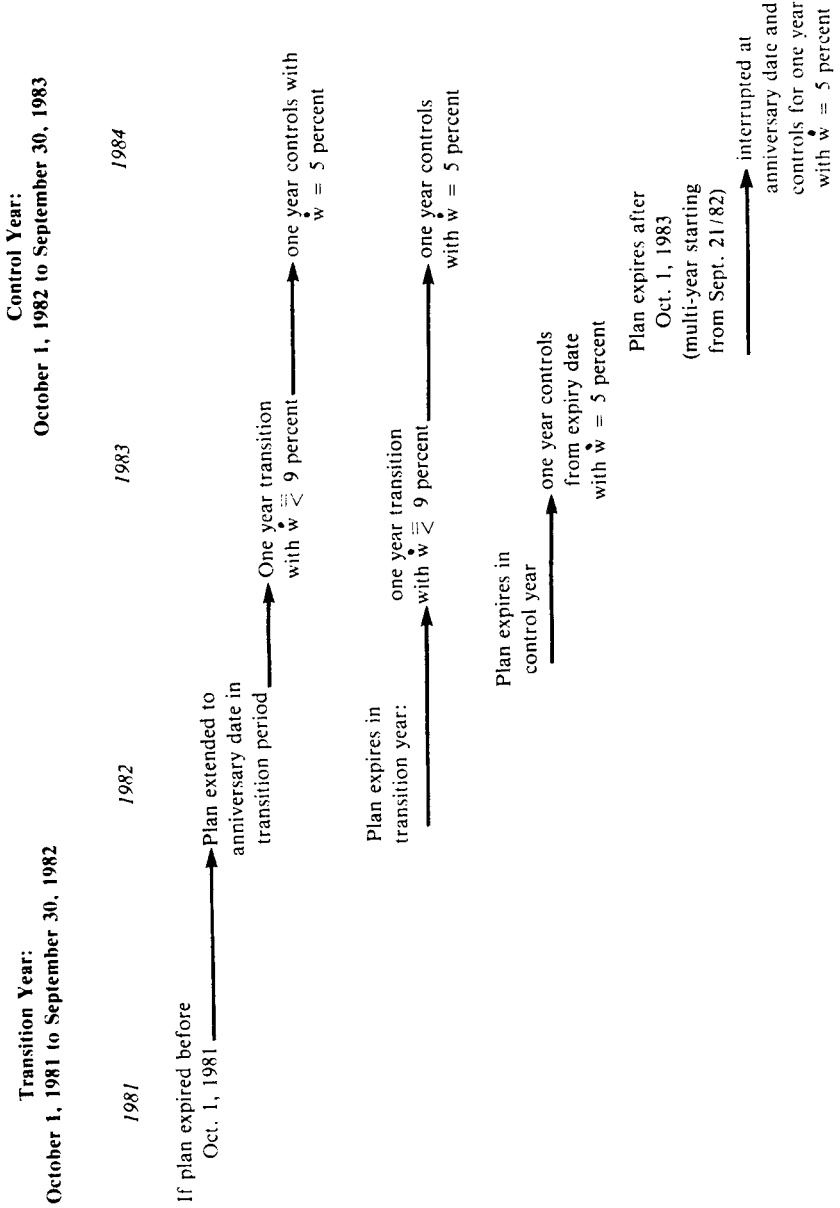 Transition Year:
October 1, 1981 to September 30, 1982
Control Year:
October 1, 1982 to September 30, 1983
1981
1982
1983
1984
If plan expired before
Oct. 1, 1981
Plan extended to
anniversary date in
transition period
One year transition
with ẇ ⋜ 9 percent
one year controls with
ẇ = 5 percent
Plan expires in
transition year:
one year transition
with ẇ ⋜ 9 percent
one year controls
with ẇ = 5 percent
Plan expires in
control year
one year controls
from expiry date
with ẇ = 5 percent
Plan expires after
Oct. 1, 1983
(multi-year starting
from Sept. 21/82)
interrupted at
anniversary date and
controls for one year
with ẇ = 5 percent